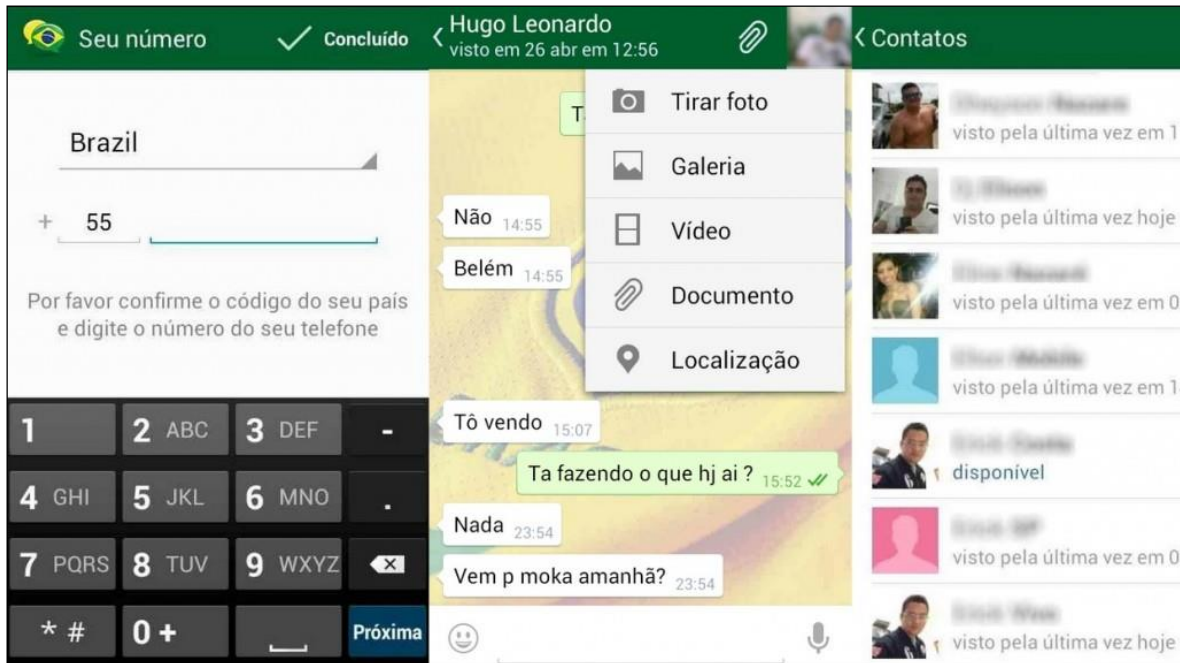 Seu número
Concluído
Brazil
+ 55
Por favor confirme o código do seu país
e digite o número do seu telefone
1
2 ABC
3 DEF
-
4 GHI
5 JKL
6 MNO
.
7 PQRS
8 TUV
9 WXYZ
* #
0 +
Próxima
Hugo Leonardo
visto em 26 abr em 12:56
T
Tirar foto
Galeria
Vídeo
Documento
Localização
Não 14:55
Belém 14:55
Tô vendo 15:07
Ta fazendo o que hj ai ? 15:52
Nada 23:54
Vem p moka amanhã? 23:54
Contatos
visto pela última vez em 1
visto pela última vez hoje
visto pela última vez em 0
visto pela última vez em 1
disponível
visto pela última vez em 0
visto pela última vez hoje